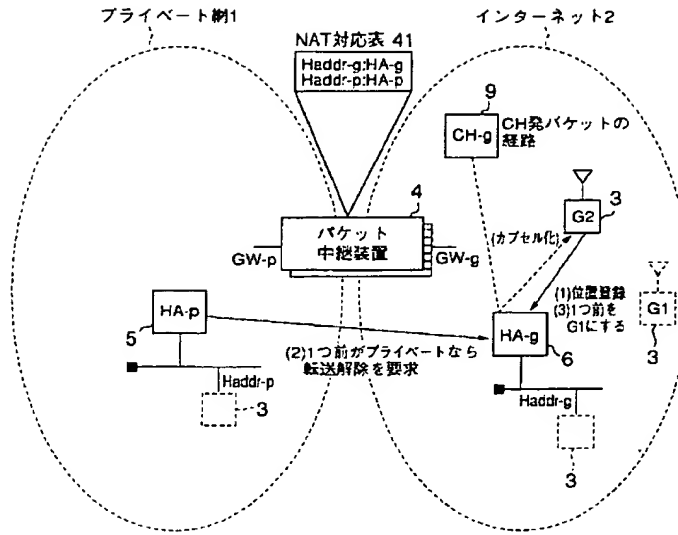 プライベート網1
インターネット2
NAT対応表 41
Haddr-g:HA-g
Haddr-p:HA-p
9
CH-g
CH発パケットの
経路
4
3
G2
パケット
中継装置
GW-p
GW-g
(カプセル化)
(1)位置登録
(3)1つ前を
G1にする
G1
3
HA-p
5
HA-g
6
(2)1つ前がプライベートなら
転送解除を要求
Haddr-p
3
Haddr-g
3